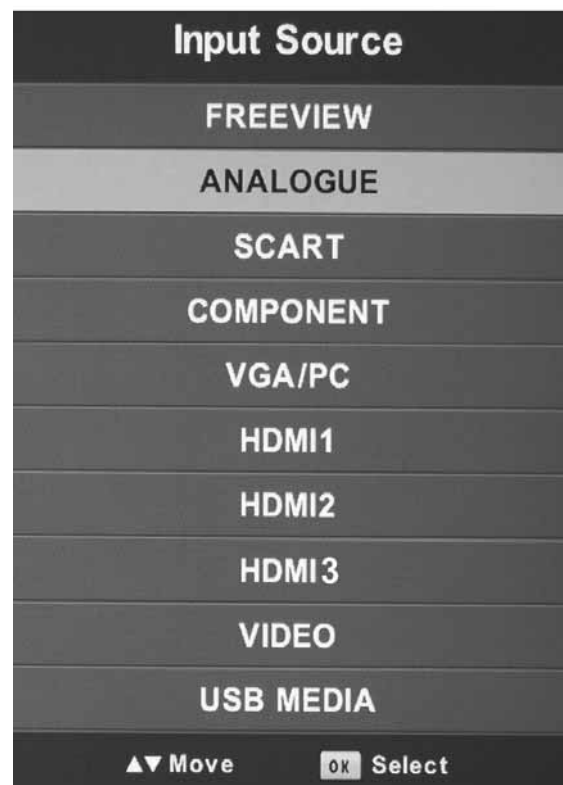 Input Source
FREEVIEW
ANALOGUE
SCART
COMPONENT
VGA/PC
HDMI1
HDMI2
HDMI3
VIDEO
USB MEDIA
▲▼ Move OK Select